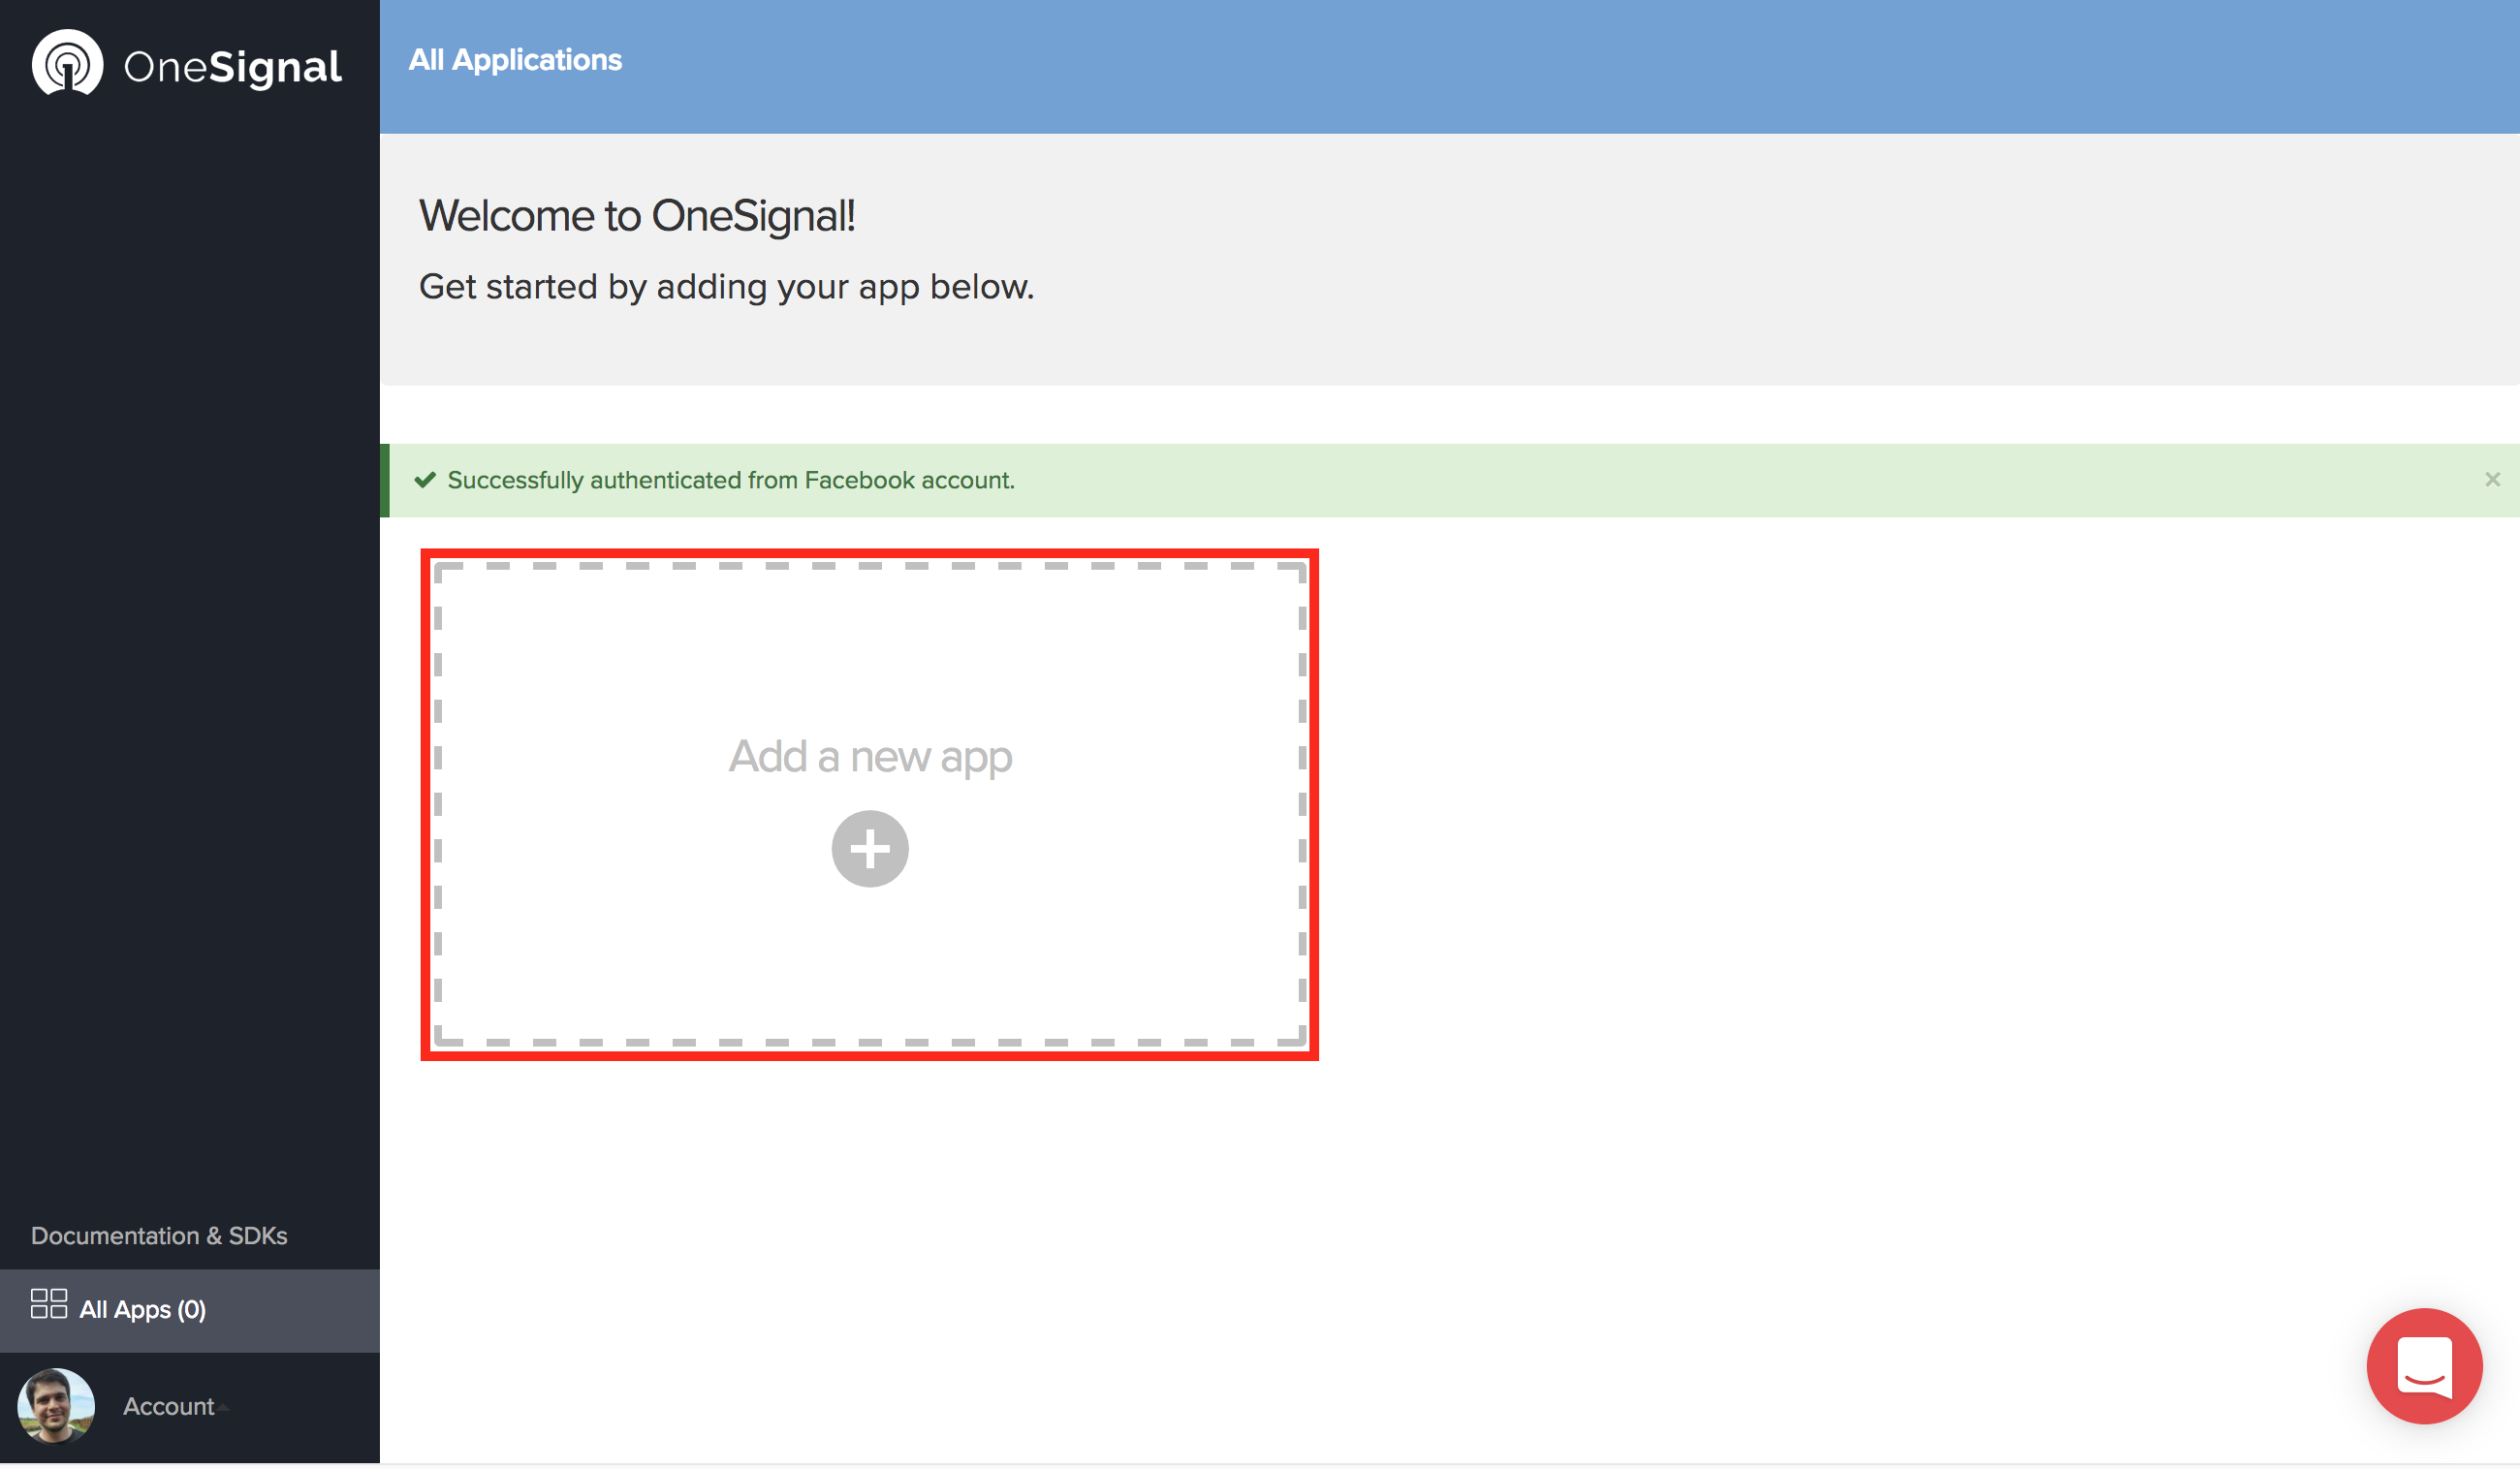 OneSignal
All Applications
Welcome to OneSignal!
Get started by adding your app below.
Successfully authenticated from Facebook account.
×
Add a new app
Documentation & SDKs
All Apps (0)
Account